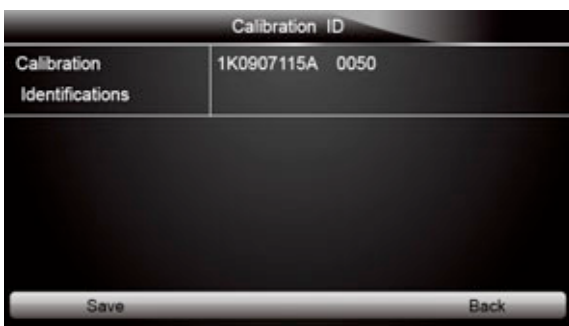 Calibration ID
Calibration 1K0907115A 0050
Identifications
Save Back